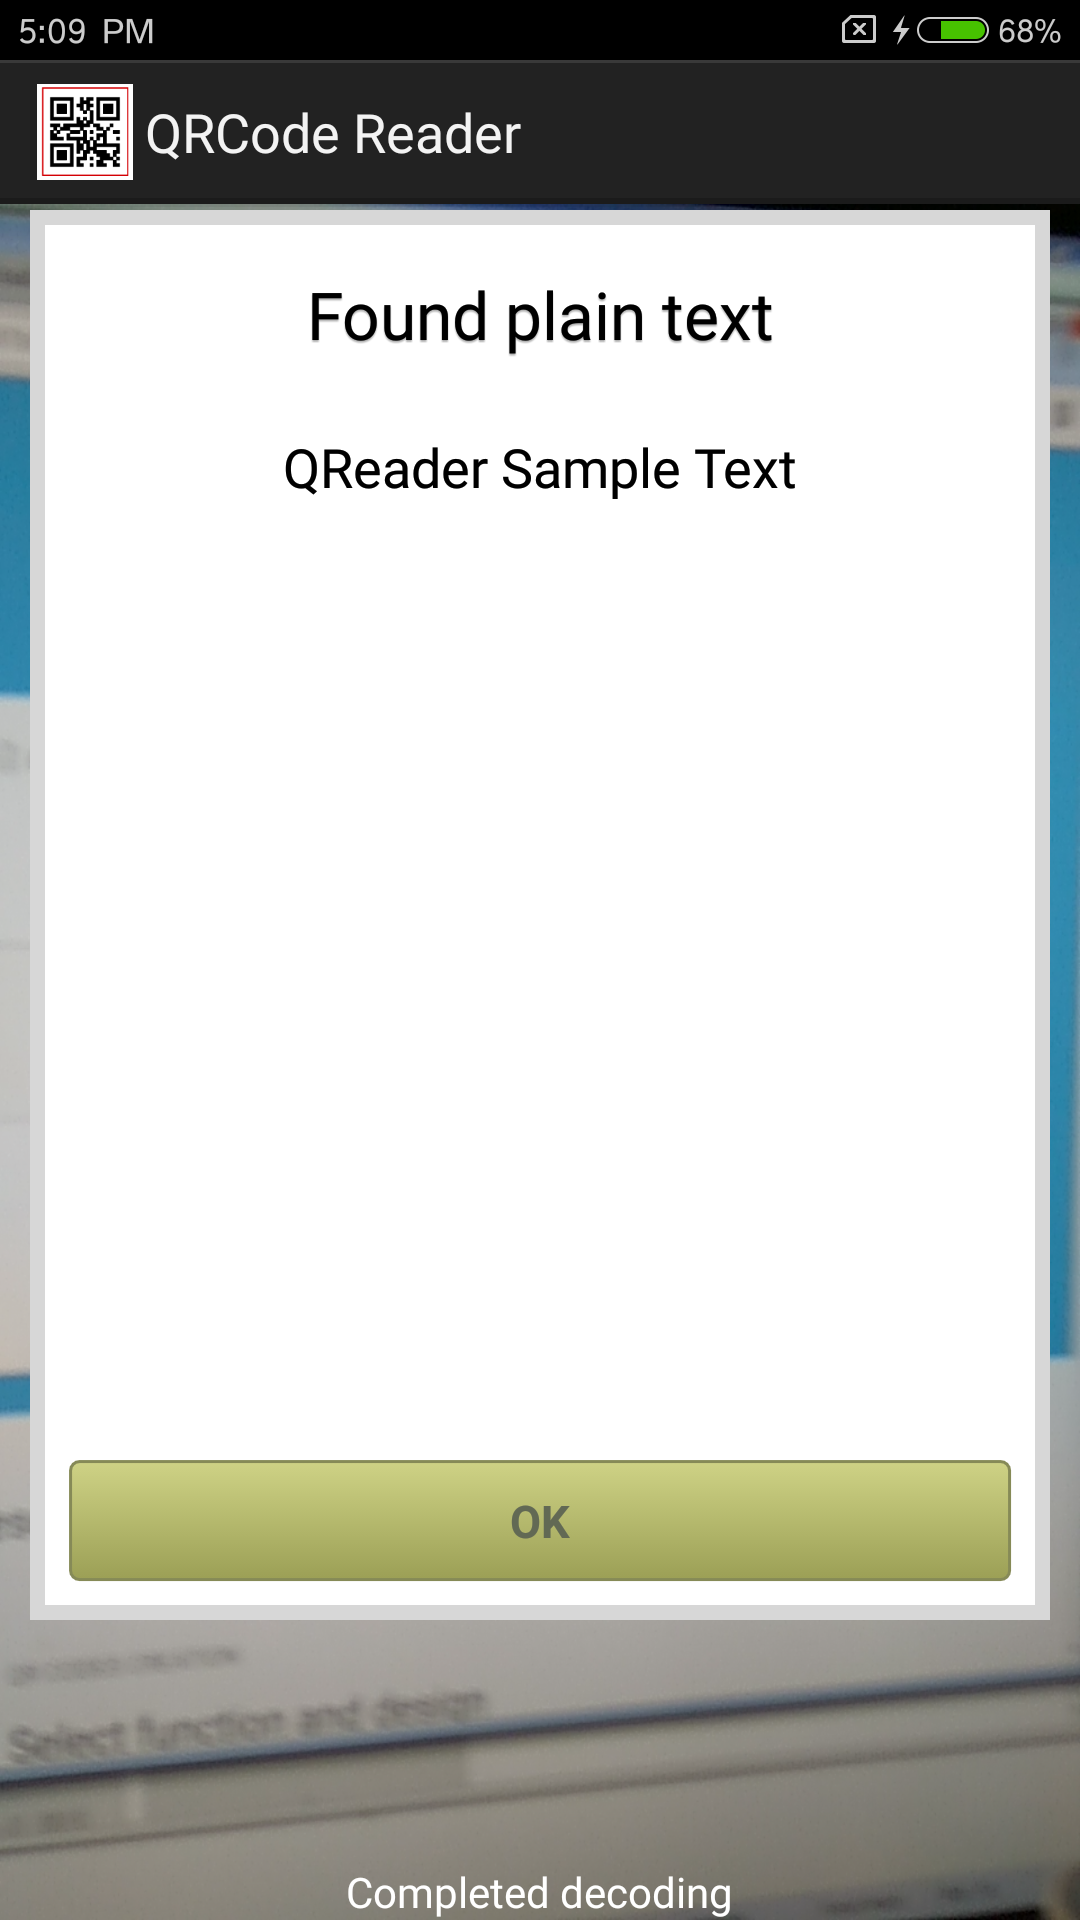 5:09 PM
68%
QRCode Reader
Found plain text
QReader Sample Text
OK
Select function and design
Completed decoding